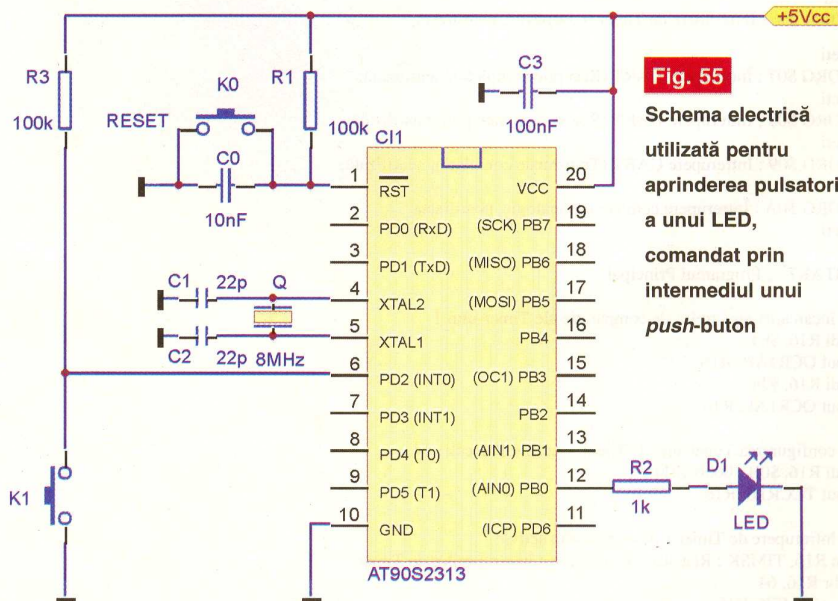 +5Vcc
R3
100k
K0
RESET
C0
10nF
R1
100k
C3
100nF
Fig. 55
Schema electrică
utilizată pentru
aprinderea pulsatori
a unui LED,
comandat prin
intermediul unui
push-buton
CI1
1 RST
2 PD0 (RxD)
3 PD1 (TxD)
4 XTAL2
5 XTAL1
6 PD2 (INT0)
7 PD3 (INT1)
8 PD4 (T0)
9 PD5 (T1)
10 GND
VCC 20
(SCK) PB7 19
(MISO) PB6 18
(MOSI) PB5 17
PB4 16
(OC1) PB3 15
PB2 14
(AIN1) PB1 13
(AIN0) PB0 12
(ICP) PD6 11
AT90S2313
C1 22p
Q
C2 22p 8MHz
K1
R2
1k
D1
LED